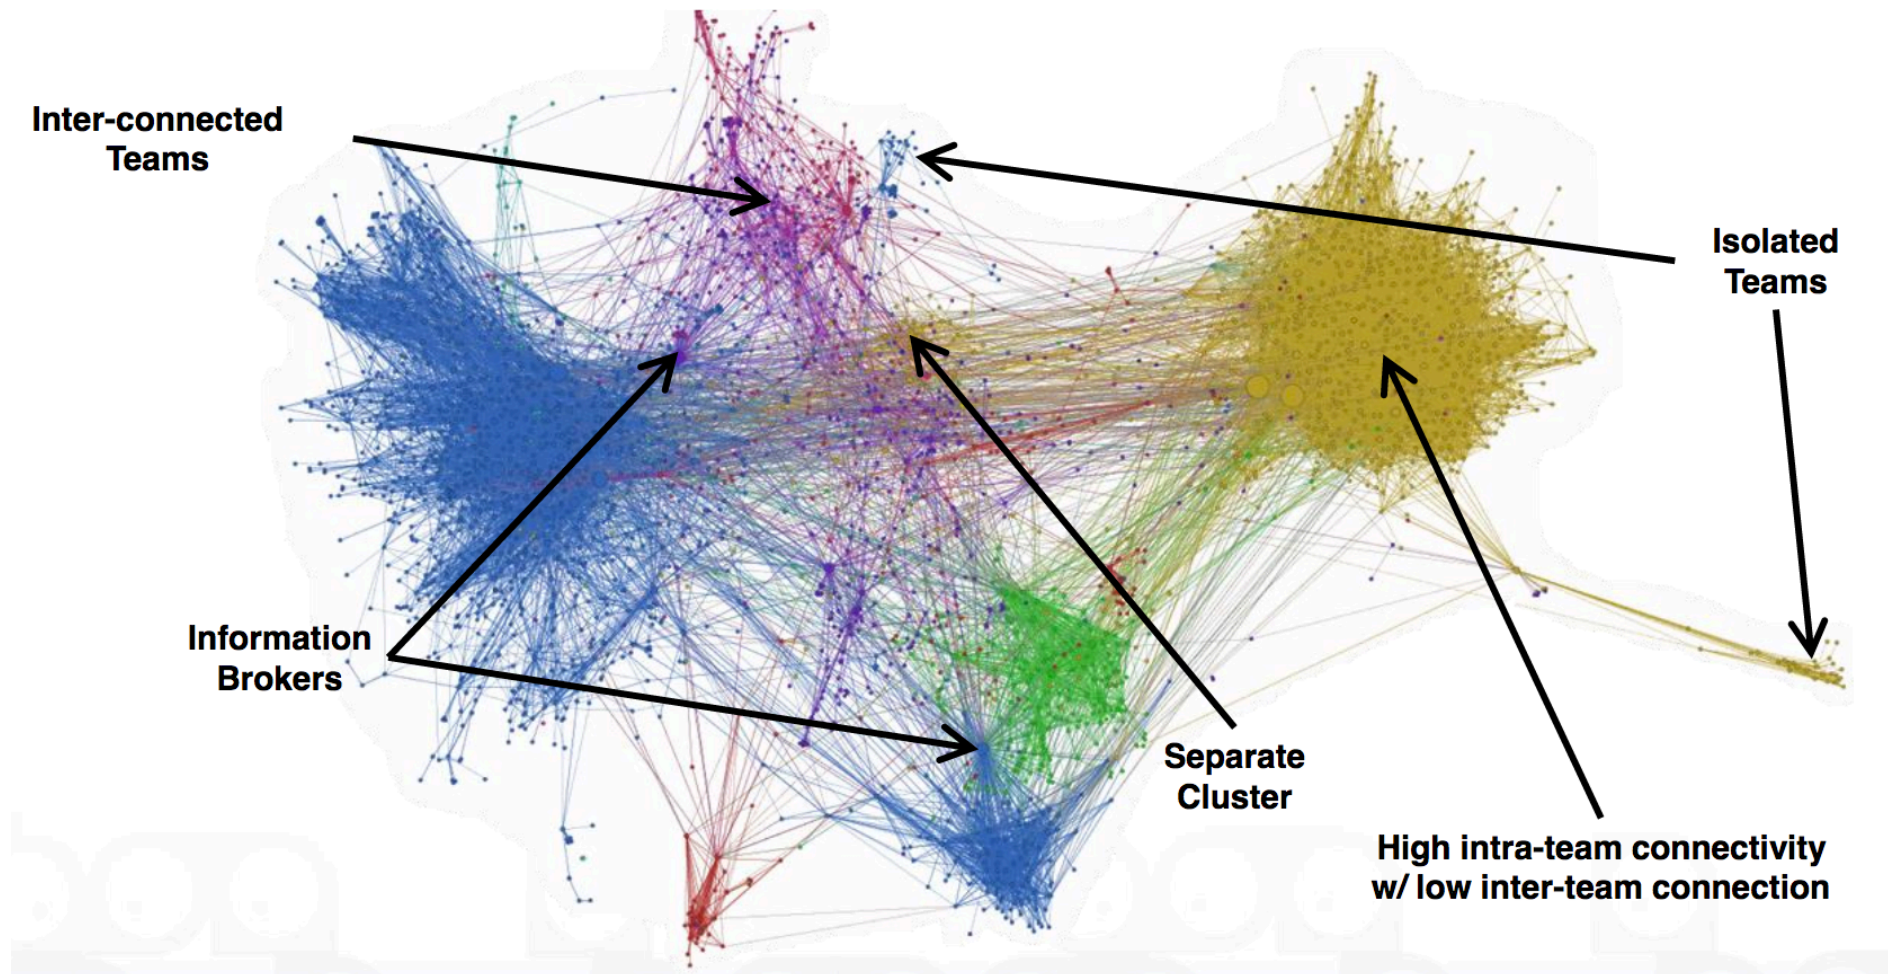 Inter-connected
Teams
Isolated
Teams
Information
Brokers
Separate
Cluster
High intra-team connectivity
w/ low inter-team connection